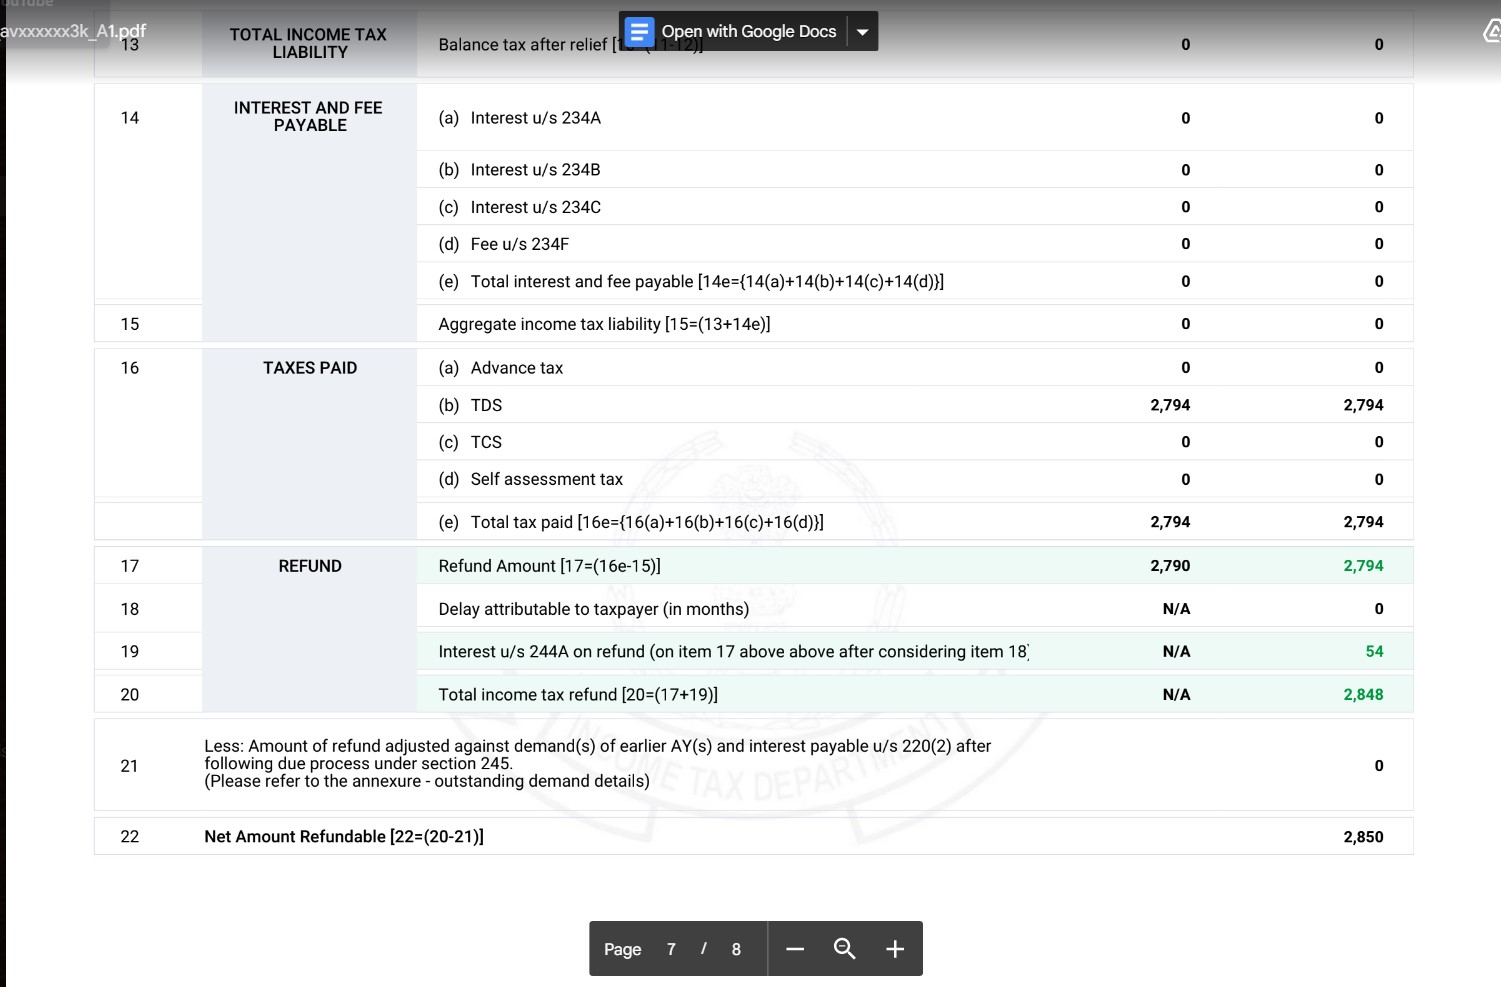 ouTube
avxxxxxx3k_A1.pdf
Open with Google Docs
13 TOTAL INCOME TAX LIABILITY Balance tax after relief [10-(11-12)] 0 0
14 INTEREST AND FEE PAYABLE (a) Interest u/s 234A 0 0
(b) Interest u/s 234B 0 0
(c) Interest u/s 234C 0 0
(d) Fee u/s 234F 0 0
(e) Total interest and fee payable [14e={14(a)+14(b)+14(c)+14(d)}] 0 0
15 Aggregate income tax liability [15=(13+14e)] 0 0
16 TAXES PAID (a) Advance tax 0 0
(b) TDS 2,794 2,794
(c) TCS 0 0
(d) Self assessment tax 0 0
(e) Total tax paid [16e={16(a)+16(b)+16(c)+16(d)}] 2,794 2,794
17 REFUND Refund Amount [17=(16e-15)] 2,790 2,794
18 Delay attributable to taxpayer (in months) N/A 0
19 Interest u/s 244A on refund (on item 17 above above after considering item 18) N/A 54
20 Total income tax refund [20=(17+19)] N/A 2,848
INCOME TAX DEPARTMENT
21 Less: Amount of refund adjusted against demand(s) of earlier AY(s) and interest payable u/s 220(2) after
following due process under section 245.
(Please refer to the annexure - outstanding demand details) 0
22 Net Amount Refundable [22=(20-21)] 2,850
Page 7 / 8